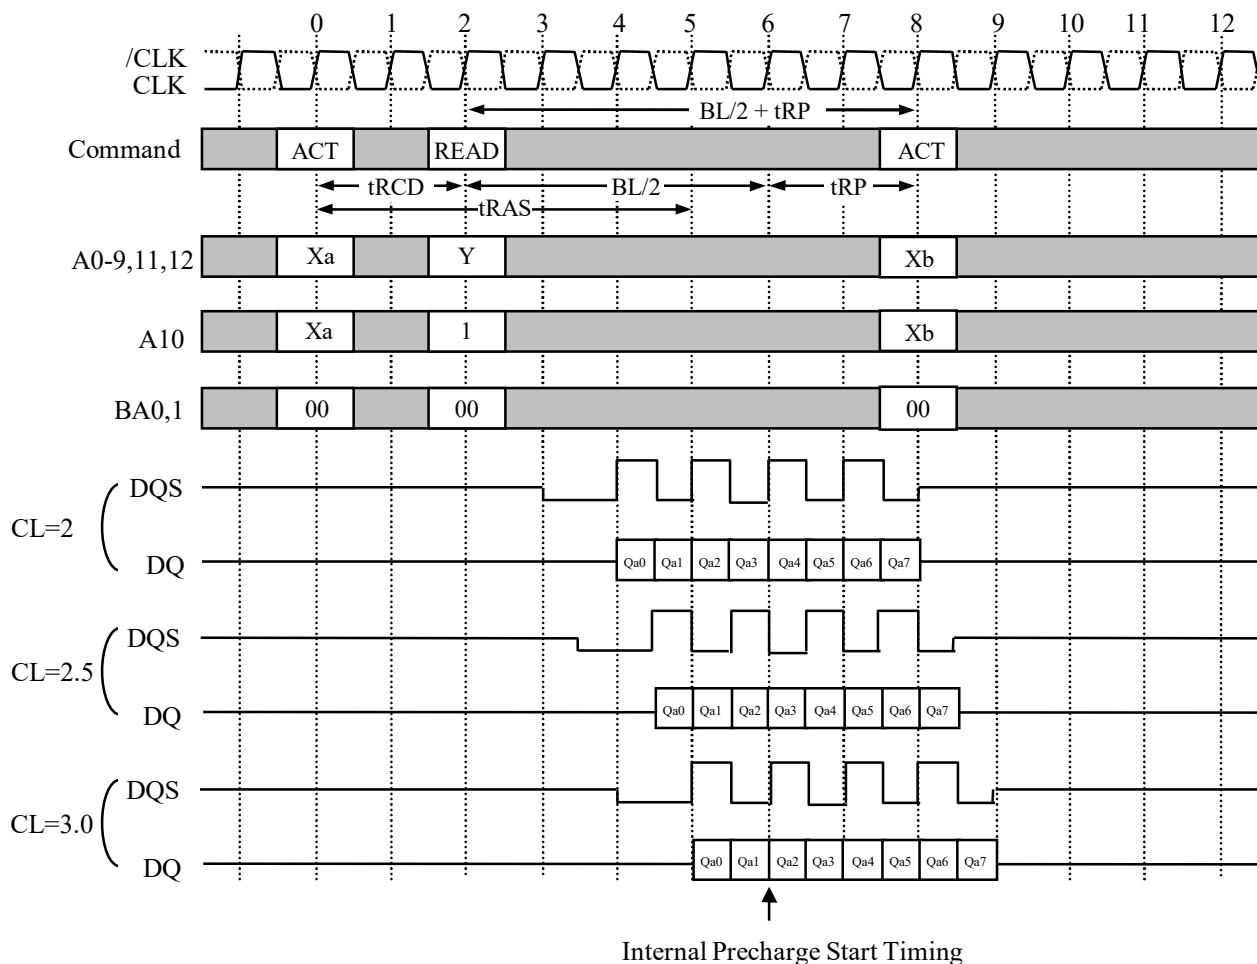 0 1 2 3 4 5 6 7 8 9 10 11 12
/CLK
CLK
BL/2 + tRP
Command ACT READ ACT
tRCD BL/2 tRP
tRAS
A0-9,11,12 Xa Y Xb
A10 Xa 1 Xb
BA0,1 00 00 00
DQS
CL=2
DQ Qa0 Qa1 Qa2 Qa3 Qa4 Qa5 Qa6 Qa7
DQS
CL=2.5
DQ Qa0 Qa1 Qa2 Qa3 Qa4 Qa5 Qa6 Qa7
DQS
CL=3.0
DQ Qa0 Qa1 Qa2 Qa3 Qa4 Qa5 Qa6 Qa7
Internal Precharge Start Timing